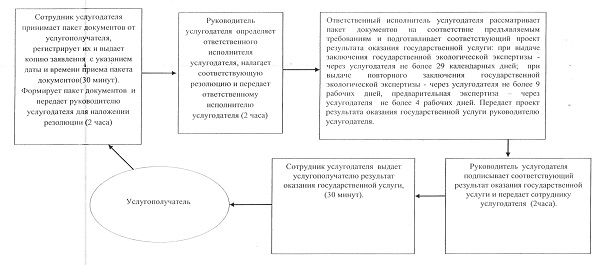 Сотрудник услугодателя
принимает пакет документов от
услугополучателя,
регистрирует их и выдает
копию заявления с указанием
даты и времени приема пакета
документов(30 минут).
Формирует пакет документов и
передает руководителю
услугодателя для наложении
резолюции (2 часа)
Руководитель
услугодателя определяет
ответственного
исполнителя
услугодателя, налагает
соответствующую
резолюцию и передает
ответственному
исполнителю
услугодателя (2 часа)
Ответственный исполнитель услугодателя рассматривает
пакет документов на соответствие предъявляемым
требованиям и подготавливает соответствующий проект
результата оказания государственной услуги: при выдаче
заключения государственной экологической экспертизы -
через услугодателя не более 29 календарных дней; при
выдаче повторного заключения государственной
экологической экспертизы - через услугодателя не более 9
рабочих дней, предварительная экспертиза – через
услугодателя не более 4 рабочих дней. Передает проект
результата оказания государственной услуги руководителю
услугодателя.
Руководитель услугодателя
подписывает соответствующий
результат оказания государственной
услуги и передает сотруднику
услугодателя (2часа).
Сотрудник услугодателя выдает
услугополучателю результат
оказания государственной услуги,
(30 минут).
Услугополучатель